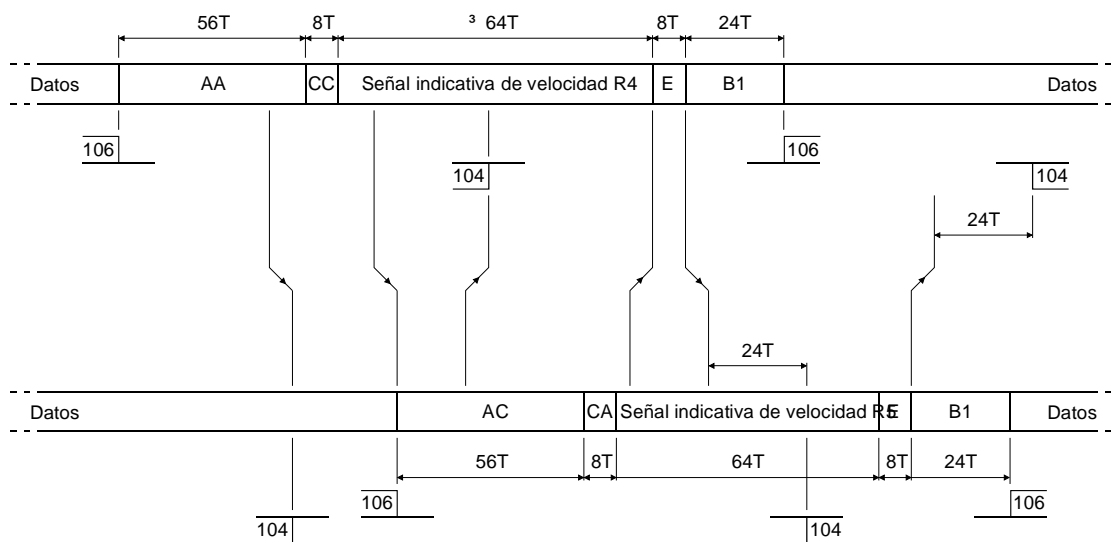 56T 8T ³ 64T 8T 24T
Datos AA CC Señal indicativa de velocidad R4 E B1 Datos
106 106
104 104
24T
24T
Datos AC CA Señal indicativa de velocidad R5 E B1 Datos
56T 8T 64T 8T 24T
106 106
104 104